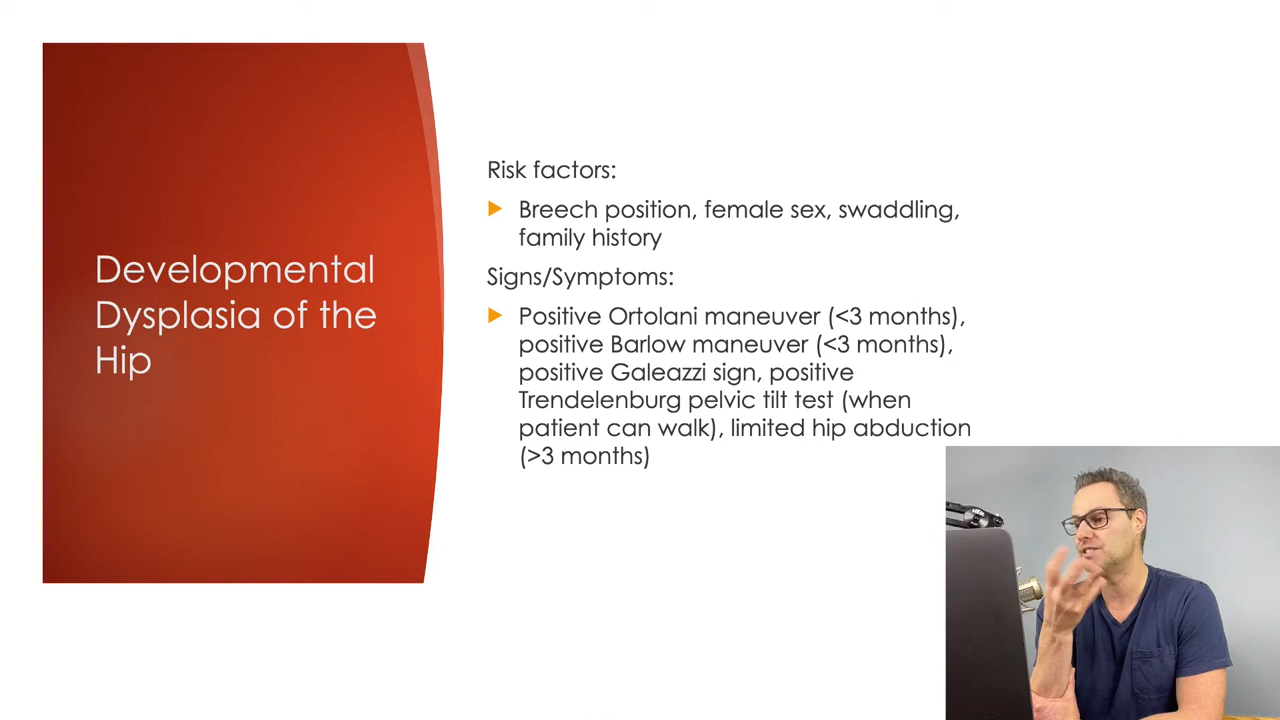 Developmental
Dysplasia of the
Hip
Risk factors:
Breech position, female sex, swaddling,
family history
Signs/Symptoms:
Positive Ortolani maneuver (<3 months),
positive Barlow maneuver (<3 months),
positive Galeazzi sign, positive
Trendelenburg pelvic tilt test (when
patient can walk), limited hip abduction
(>3 months)